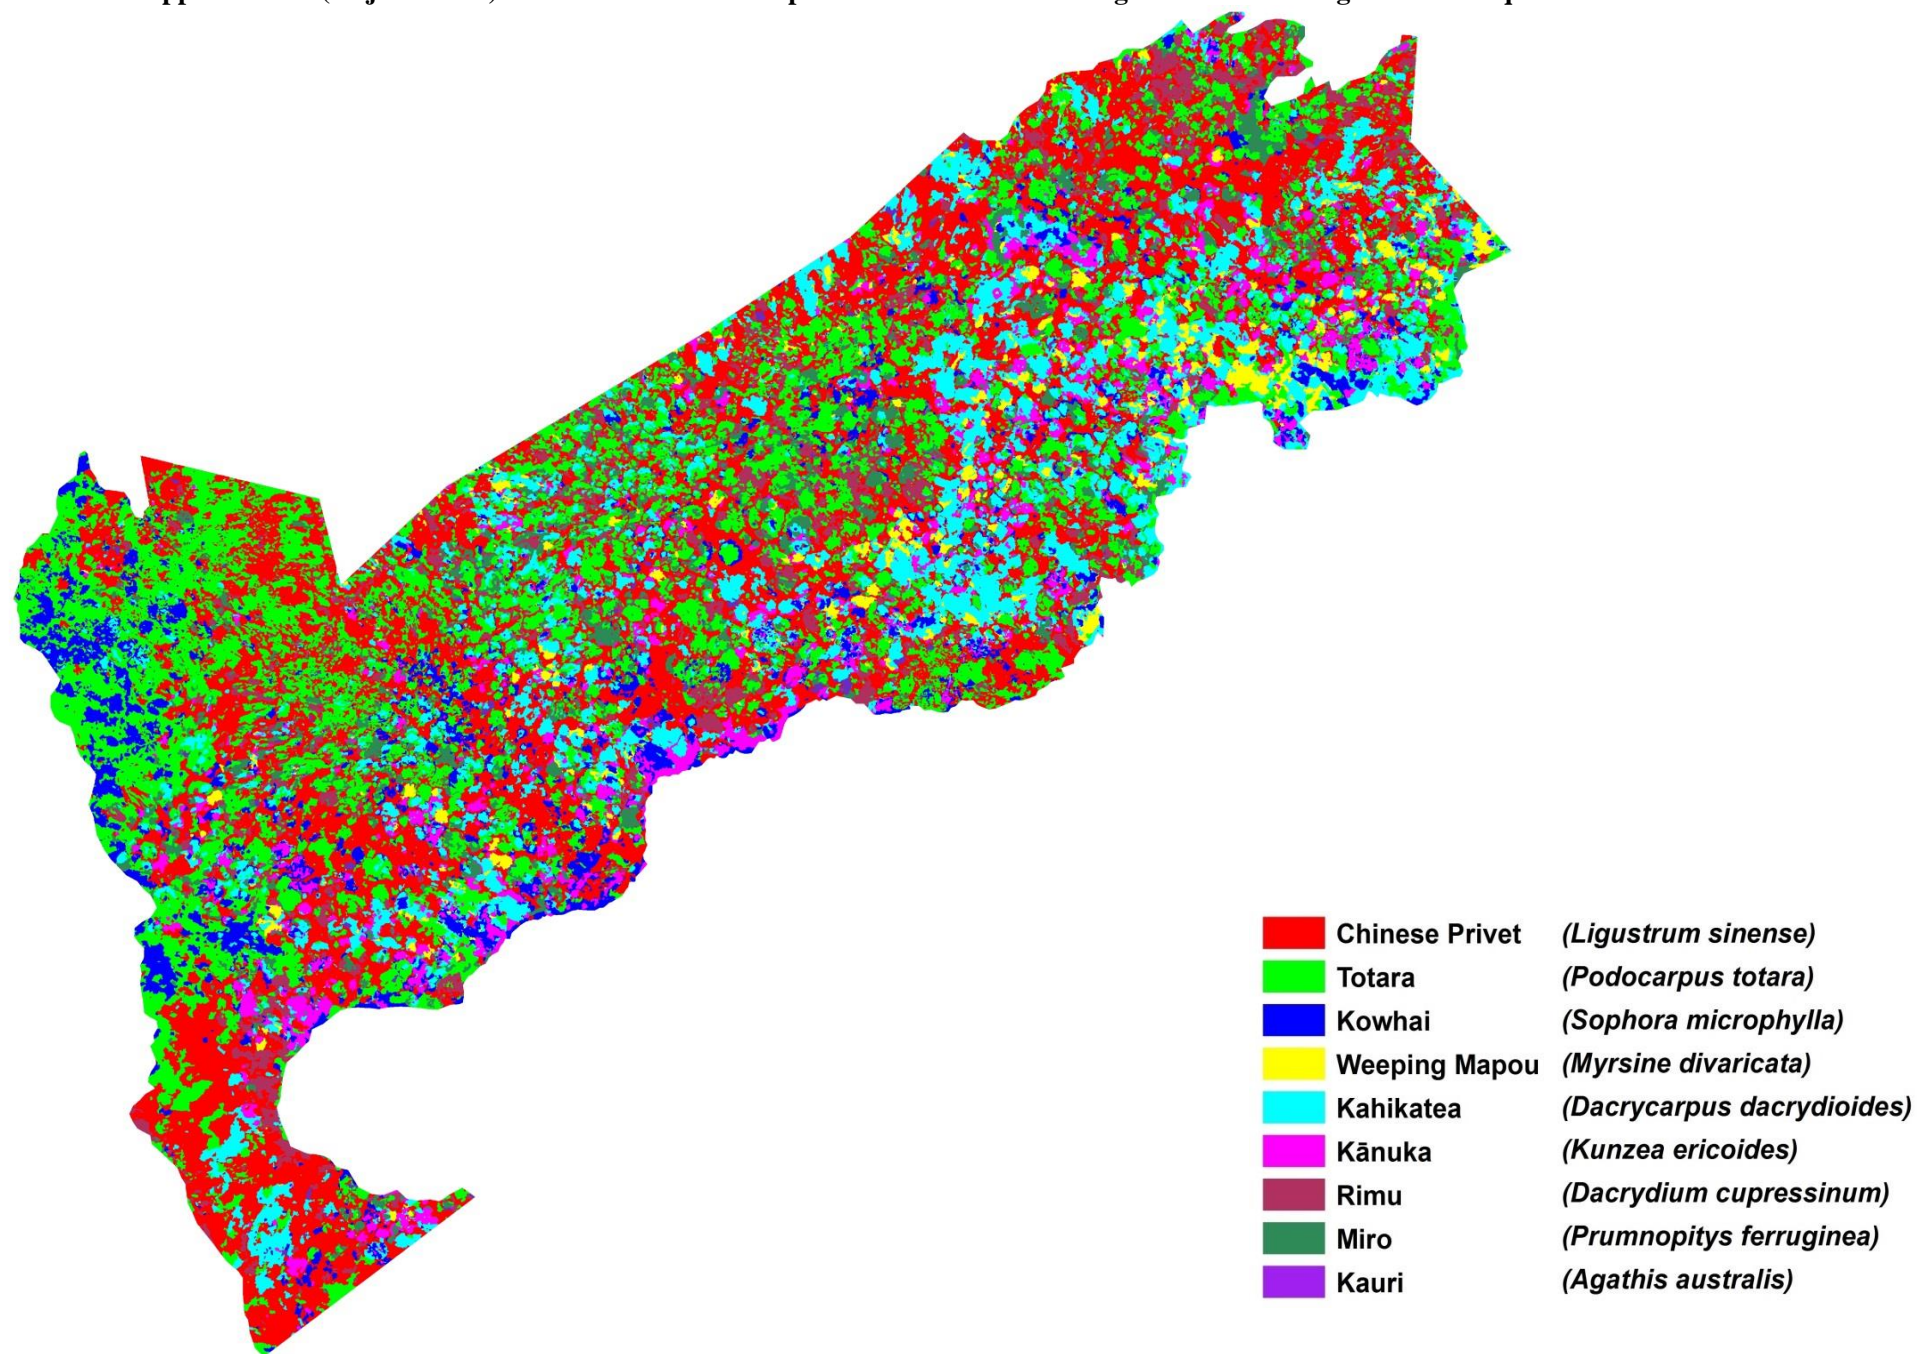 Chinese Privet (Ligustrum sinense)
Totara (Podocarpus totara)
Kowhai (Sophora microphylla)
Weeping Mapou (Myrsine divaricata)
Kahikatea (Dacrycarpus dacrydioides)
Kānuka (Kunzea ericoides)
Rimu (Dacrydium cupressinum)
Miro (Prumnopitys ferruginea)
Kauri (Agathis australis)